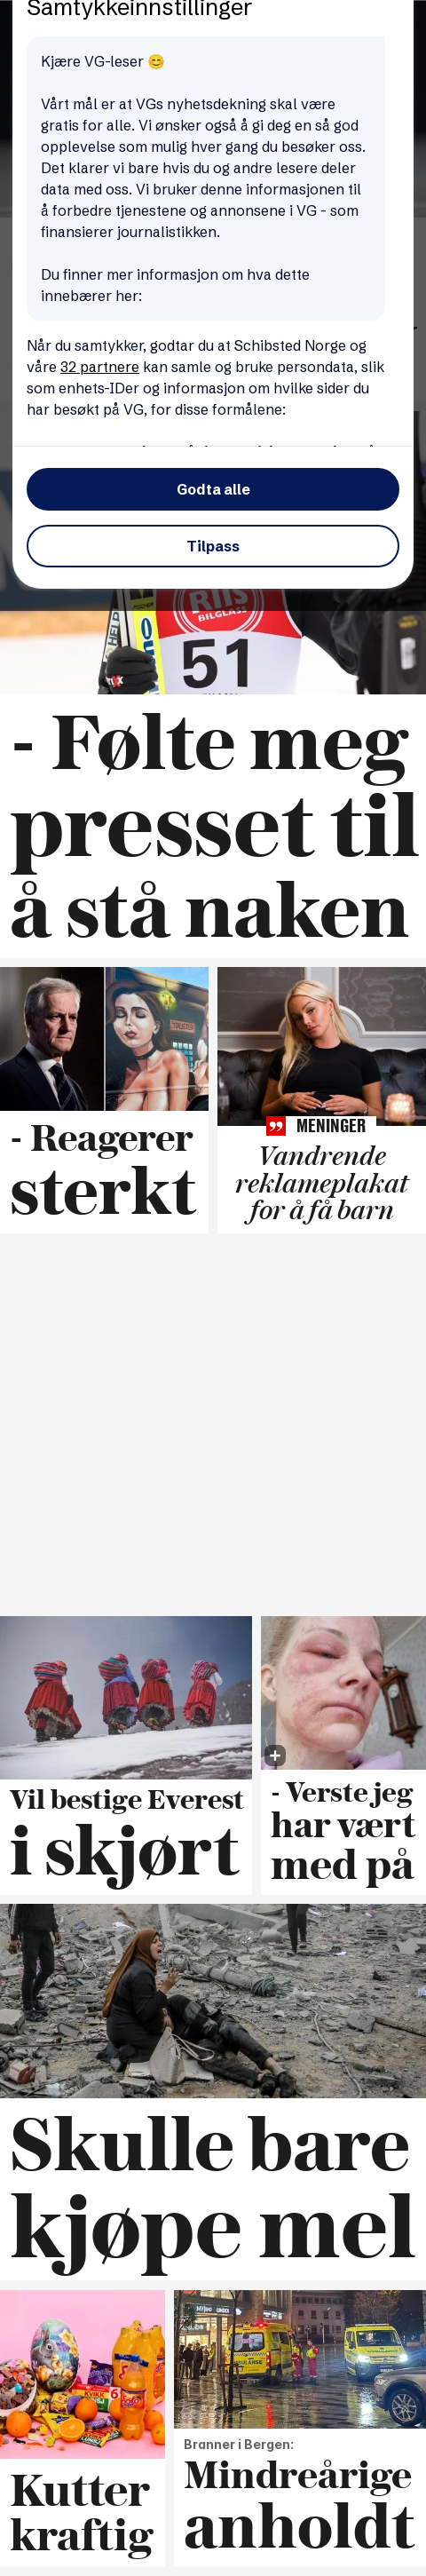 Samtykkeinnstillinger
Kjære VG-leser 😊
Vårt mål er at VGs nyhetsdekning skal være
gratis for alle. Vi ønsker også å gi deg en så god
opplevelse som mulig hver gang du besøker oss.
Det klarer vi bare hvis du og andre lesere deler
data med oss. Vi bruker denne informasjonen til
å forbedre tjenestene og annonsene i VG - som
finansierer journalistikken.
Du finner mer informasjon om hva dette
innebærer her:
Når du samtykker, godtar du at Schibsted Norge og
våre 32 partnere kan samle og bruke persondata, slik
som enhets-IDer og informasjon om hvilke sider du
har besøkt på VG, for disse formålene:
Godta alle
Tilpass
RIIS
BILGLASS
51
- Følte meg
presset til
å stå naken
- Reagerer
sterkt
MENINGER
Vandrende
reklameplakat
for å få barn
Vil bestige Everest
i skjørt
- Verste jeg
har vært
med på
Skulle bare
kjøpe mel
Kutter
kraftig
Branner i Bergen:
Mindreårige
anholdt